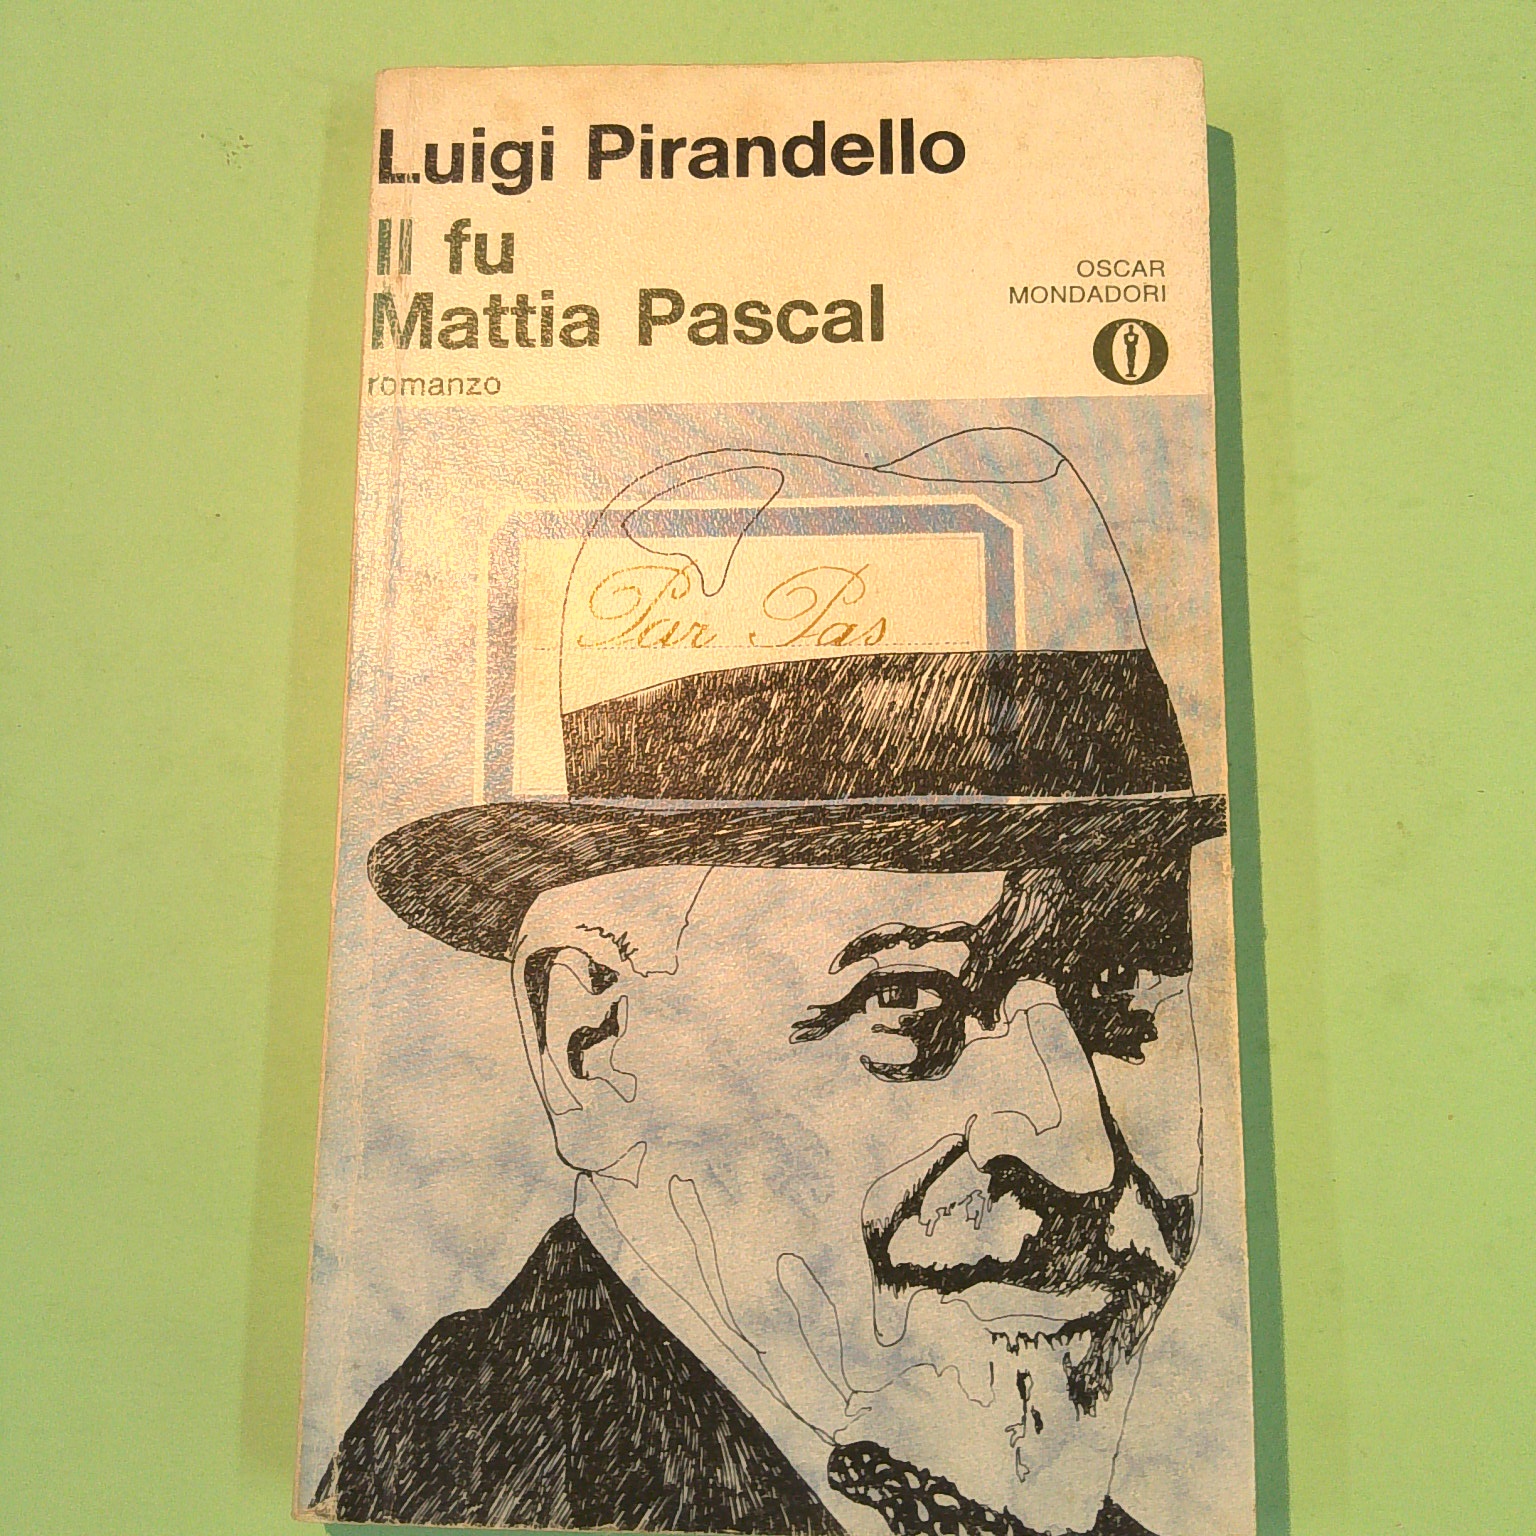 Luigi Pirandello
Il fu
Mattia Pascal
romanzo
OSCAR
MONDADORI
Par Pas